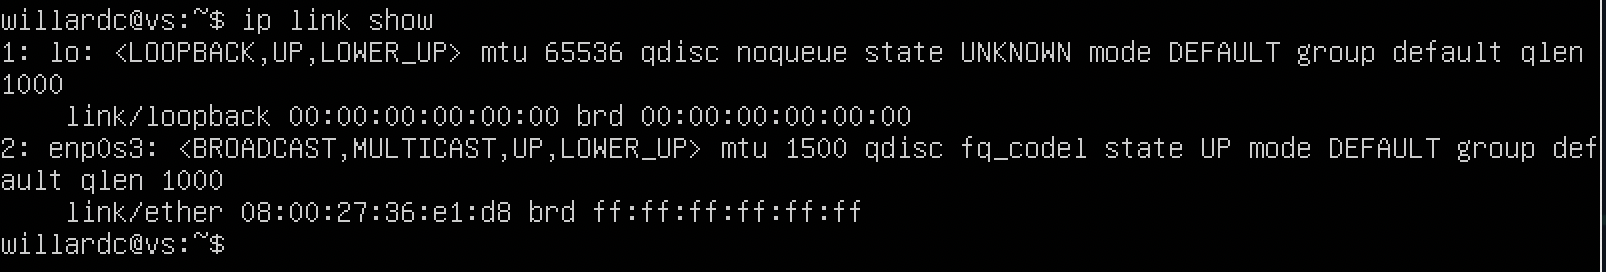 willardc@vs:~$ ip link show
1: lo: <LOOPBACK,UP,LOWER_UP> mtu 65536 qdisc noqueue state UNKNOWN mode DEFAULT group default qlen
1000
    link/loopback 00:00:00:00:00:00 brd 00:00:00:00:00:00
2: enp0s3: <BROADCAST,MULTICAST,UP,LOWER_UP> mtu 1500 qdisc fq_codel state UP mode DEFAULT group def
ault qlen 1000
    link/ether 08:00:27:36:e1:d8 brd ff:ff:ff:ff:ff:ff
willardc@vs:~$